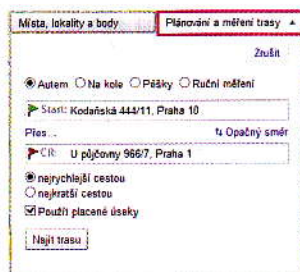 Místa, lokality a body
Plánování a měření trasy
Zrušit
Autem Na kole Pěšky Ruční měření
Start: Kodaňská 444/11, Praha 10
Přes... Opačný směr
Cíl: U půjčovny 966/7, Praha 1
nejrychlejší cestou
nejkratší cestou
Použít placené úseky
Najít trasu